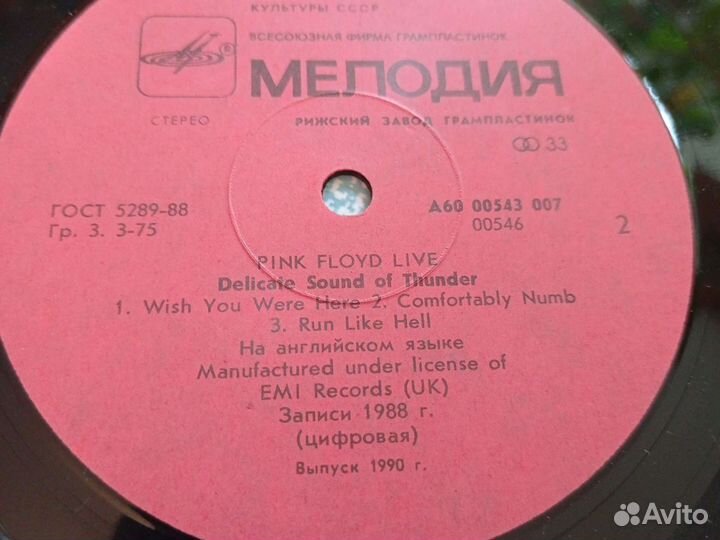 КУЛЬТУРЫ СССР
ВСЕСОЮЗНАЯ ФИРМА ГРАМПЛАСТИНОК
®
МЕЛОДИЯ
СТЕРЕО
РИЖСКИЙ ЗАВОД ГРАМПЛАСТИНОК
33
ГОСТ 5289-88
Гр. 3. 3-75
А60 00543 007
00546
2
PINK FLOYD LIVE
Delicate Sound of Thunder
1. Wish You Were Here 2. Comfortably Numb
3. Run Like Hell
На английском языке
Manufactured under license of
EMI Records (UK)
Записи 1988 г.
(цифровая)
Выпуск 1990 г.
Avito